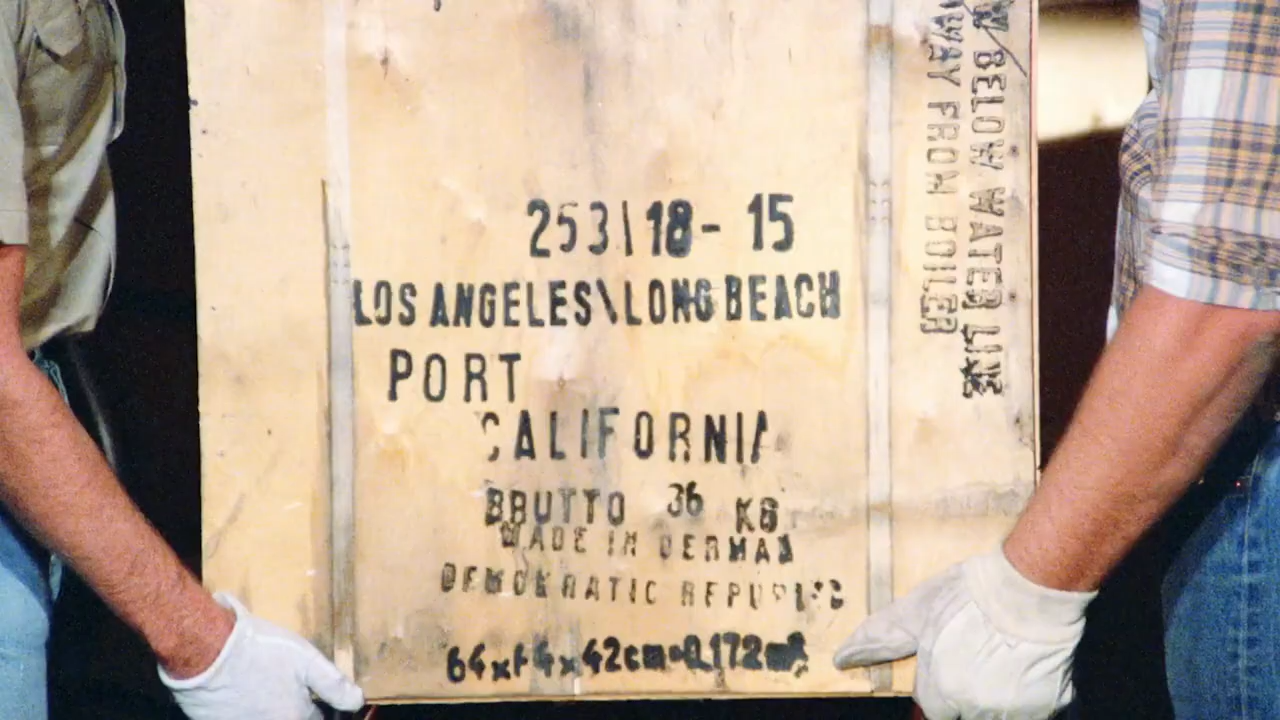 253\18- 15
LOS ANGELES\LONG BEACH
PORT
CALIFORNIA
BRUTTO 36 KG
MADE IN GERMAN
DEMOKRATIC REPUBLIC
64x64x42cm=0,172m³
BELOW WATER LINE
AWAY FROM BOILER